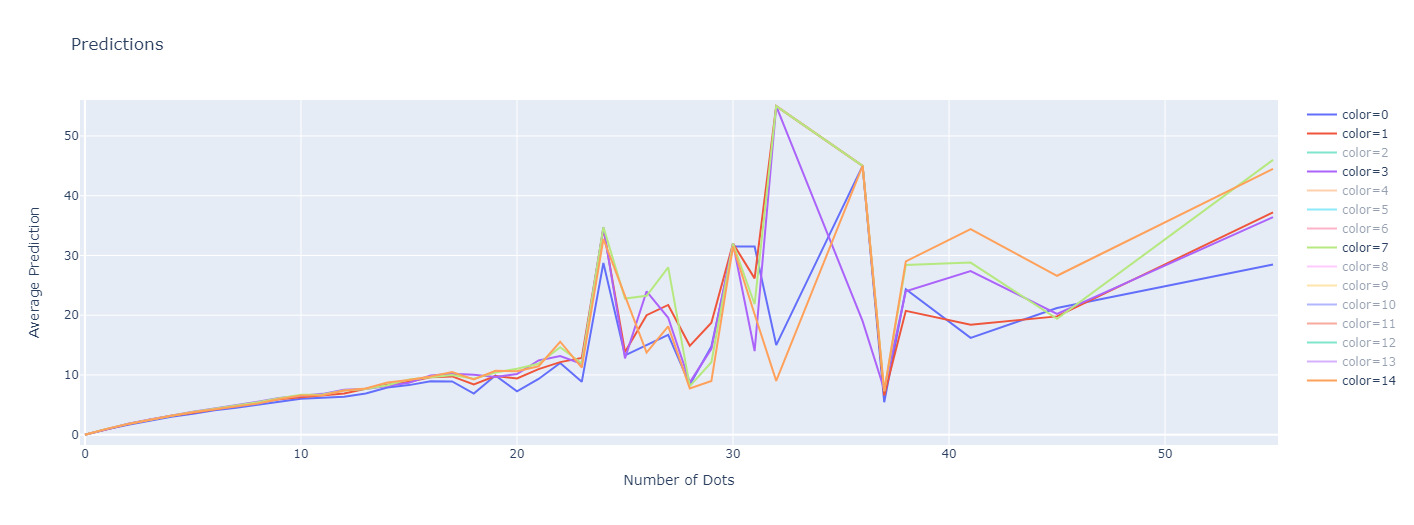 Predictions
Average Prediction
50
40
30
20
10
0
0 10 20 30 40 50
Number of Dots
color=0
color=1
color=2
color=3
color=4
color=5
color=6
color=7
color=8
color=9
color=10
color=11
color=12
color=13
color=14